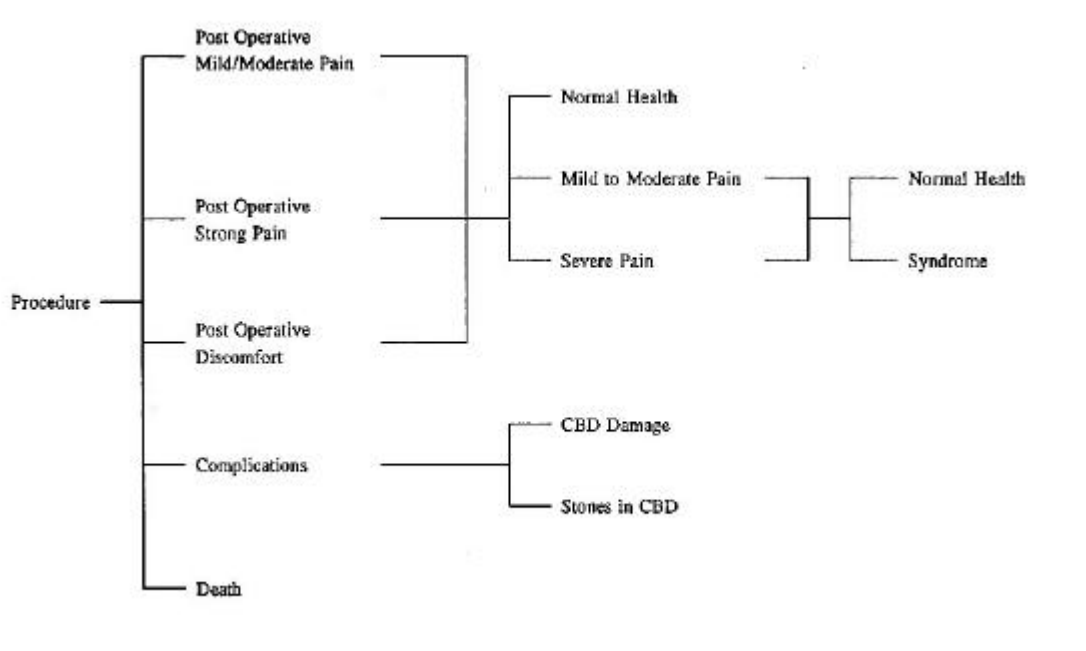 Post Operative
Mild/Moderate Pain
Normal Health
Mild to Moderate Pain
Normal Health
Post Operative
Strong Pain
Severe Pain
Syndrome
Procedure
Post Operative
Discomfort
CBD Damage
Complications
Stones in CBD
Death